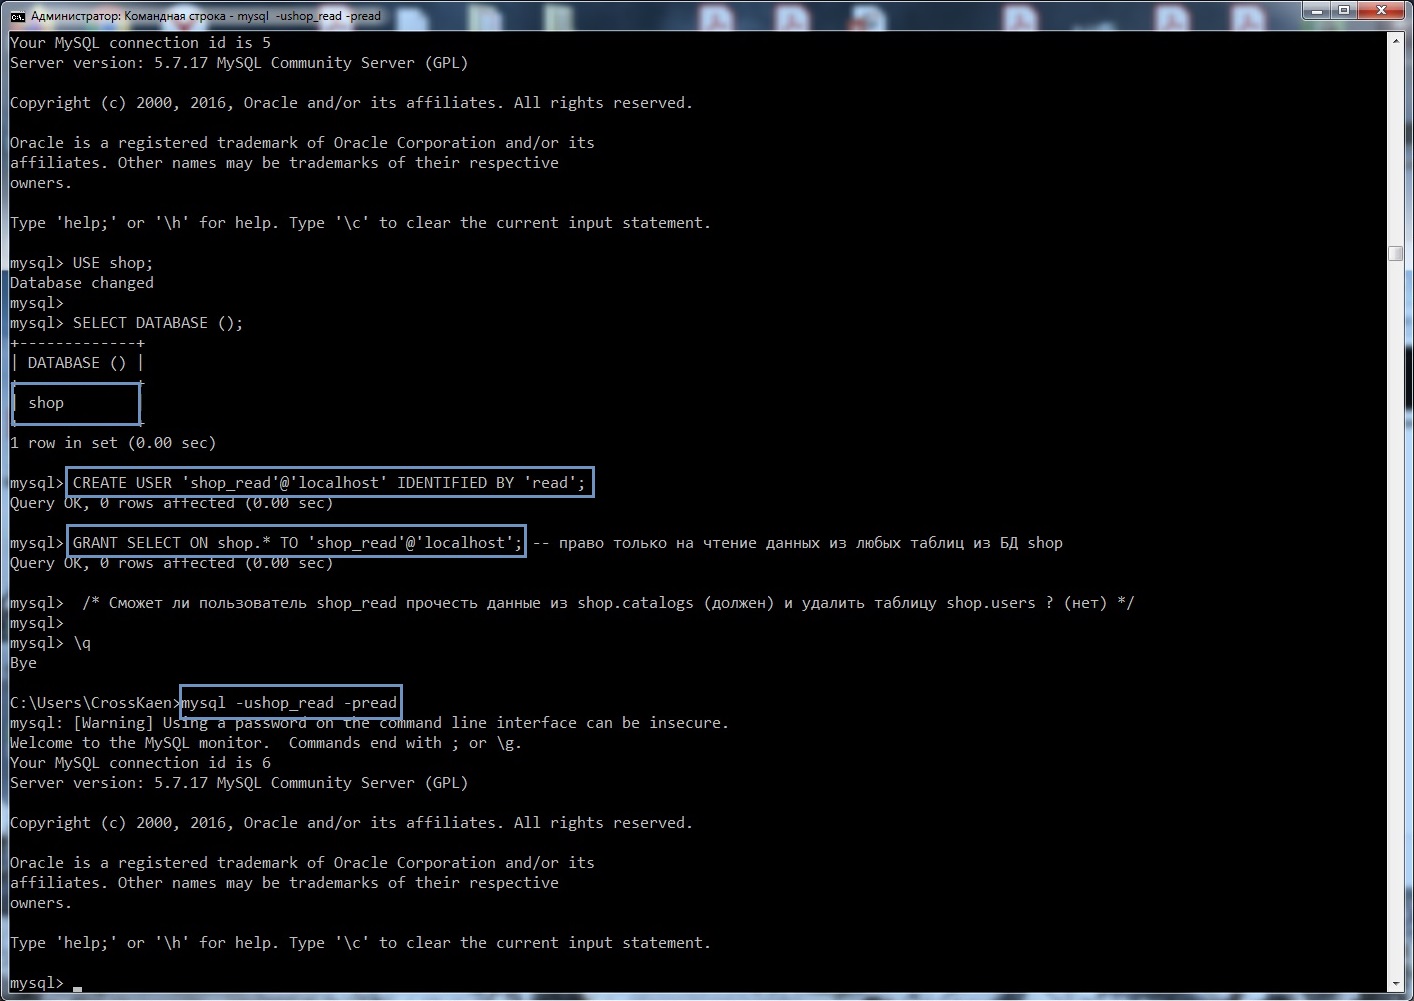 Администратор: Командная строка - mysql  -ushop_read -pread
Your MySQL connection id is 5
Server version: 5.7.17 MySQL Community Server (GPL)
Copyright (c) 2000, 2016, Oracle and/or its affiliates. All rights reserved.
Oracle is a registered trademark of Oracle Corporation and/or its
affiliates. Other names may be trademarks of their respective
owners.
Type 'help;' or '\h' for help. Type '\c' to clear the current input statement.
mysql> USE shop;
Database changed
mysql>
mysql> SELECT DATABASE ();
+-------------+
| DATABASE () |
| shop
1 row in set (0.00 sec)
mysql> CREATE USER 'shop_read'@'localhost' IDENTIFIED BY 'read';
Query OK, 0 rows affected (0.00 sec)
mysql> GRANT SELECT ON shop.* TO 'shop_read'@'localhost'; -- право только на чтение данных из любых таблиц из БД shop
Query OK, 0 rows affected (0.00 sec)
mysql>  /* Сможет ли пользователь shop_read прочесть данные из shop.catalogs (должен) и удалить таблицу shop.users ? (нет) */
mysql>
mysql> \q
Bye
C:\Users\CrossKaen>mysql -ushop_read -pread
mysql: [Warning] Using a password on the command line interface can be insecure.
Welcome to the MySQL monitor.  Commands end with ; or \g.
Your MySQL connection id is 6
Server version: 5.7.17 MySQL Community Server (GPL)
Copyright (c) 2000, 2016, Oracle and/or its affiliates. All rights reserved.
Oracle is a registered trademark of Oracle Corporation and/or its
affiliates. Other names may be trademarks of their respective
owners.
Type 'help;' or '\h' for help. Type '\c' to clear the current input statement.
mysql> _